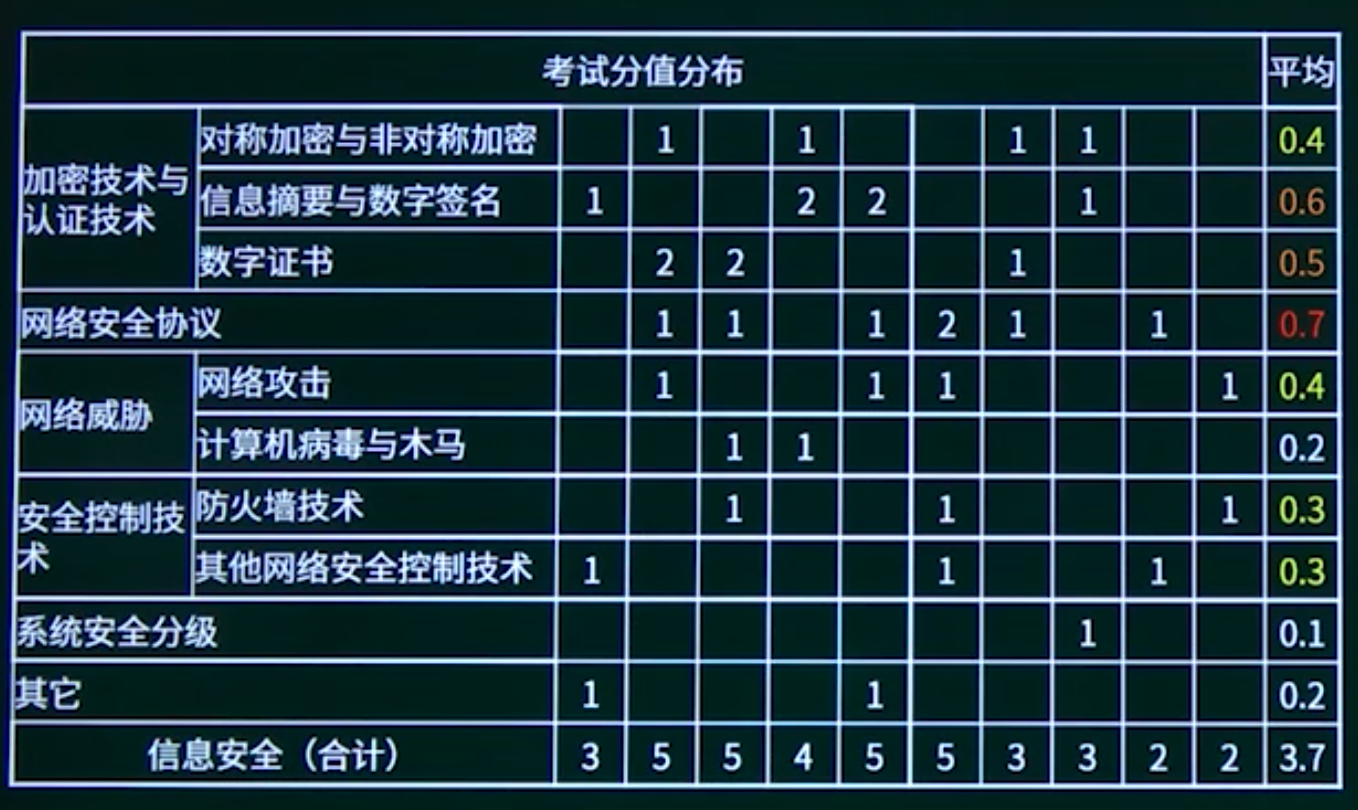 考试分值分布 平均
加密技术与认证技术 对称加密与非对称加密 1 1 1 1 0.4
信息摘要与数字签名 1 2 2 1 0.6
数字证书 2 2 1 0.5
网络安全协议 1 1 1 2 1 1 0.7
网络威胁 网络攻击 1 1 1 1 0.4
计算机病毒与木马 1 1 0.2
安全控制技术 防火墙技术 1 1 1 0.3
其他网络安全控制技术 1 1 1 0.3
系统安全分级 1 0.1
其它 1 1 0.2
信息安全（合计） 3 5 5 4 5 5 3 3 2 2 3.7